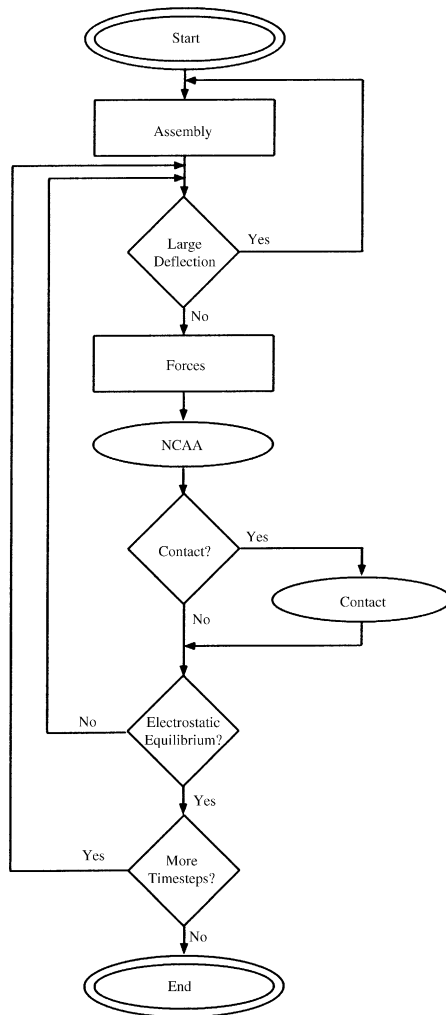 Start
Assembly
Large
Deflection
Yes
No
Forces
NCAA
Contact?
Yes
Contact
No
Electrostatic
Equilibrium?
No
Yes
More
Timesteps?
Yes
No
End